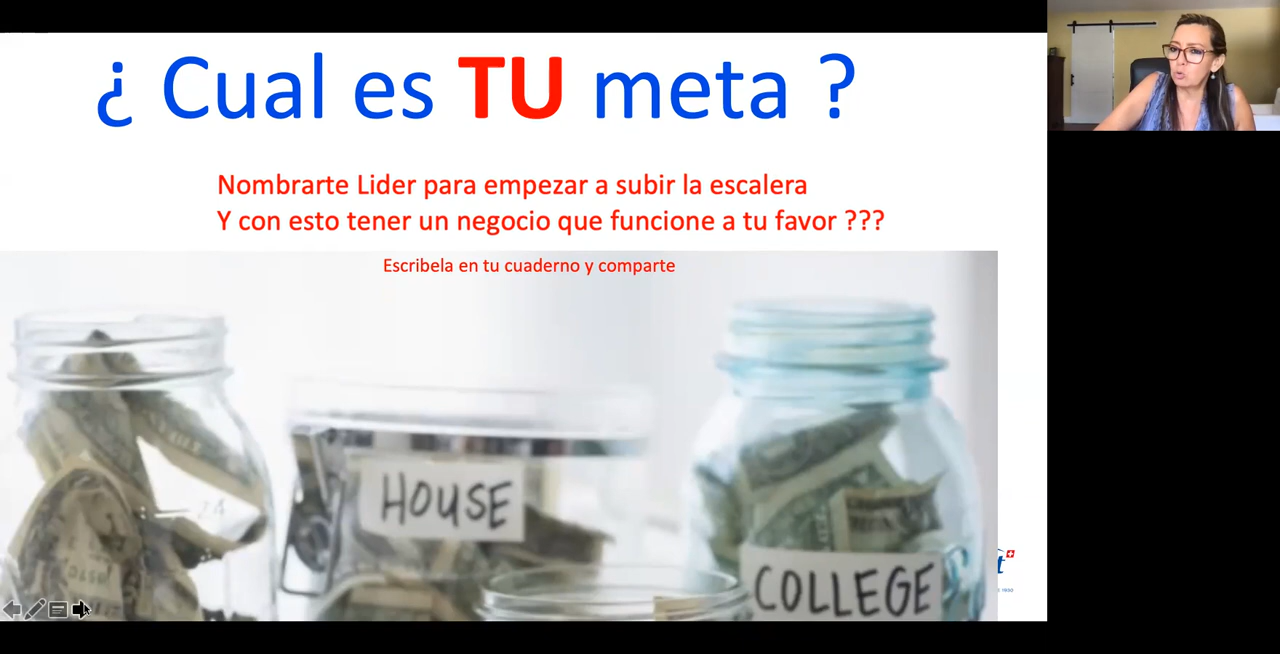 ¿ Cual es TU meta ?
Nombrarte Lider para empezar a subir la escalera
Y con esto tener un negocio que funcione a tu favor ???
Escribela en tu cuaderno y comparte
HOUSE
COLLEGE